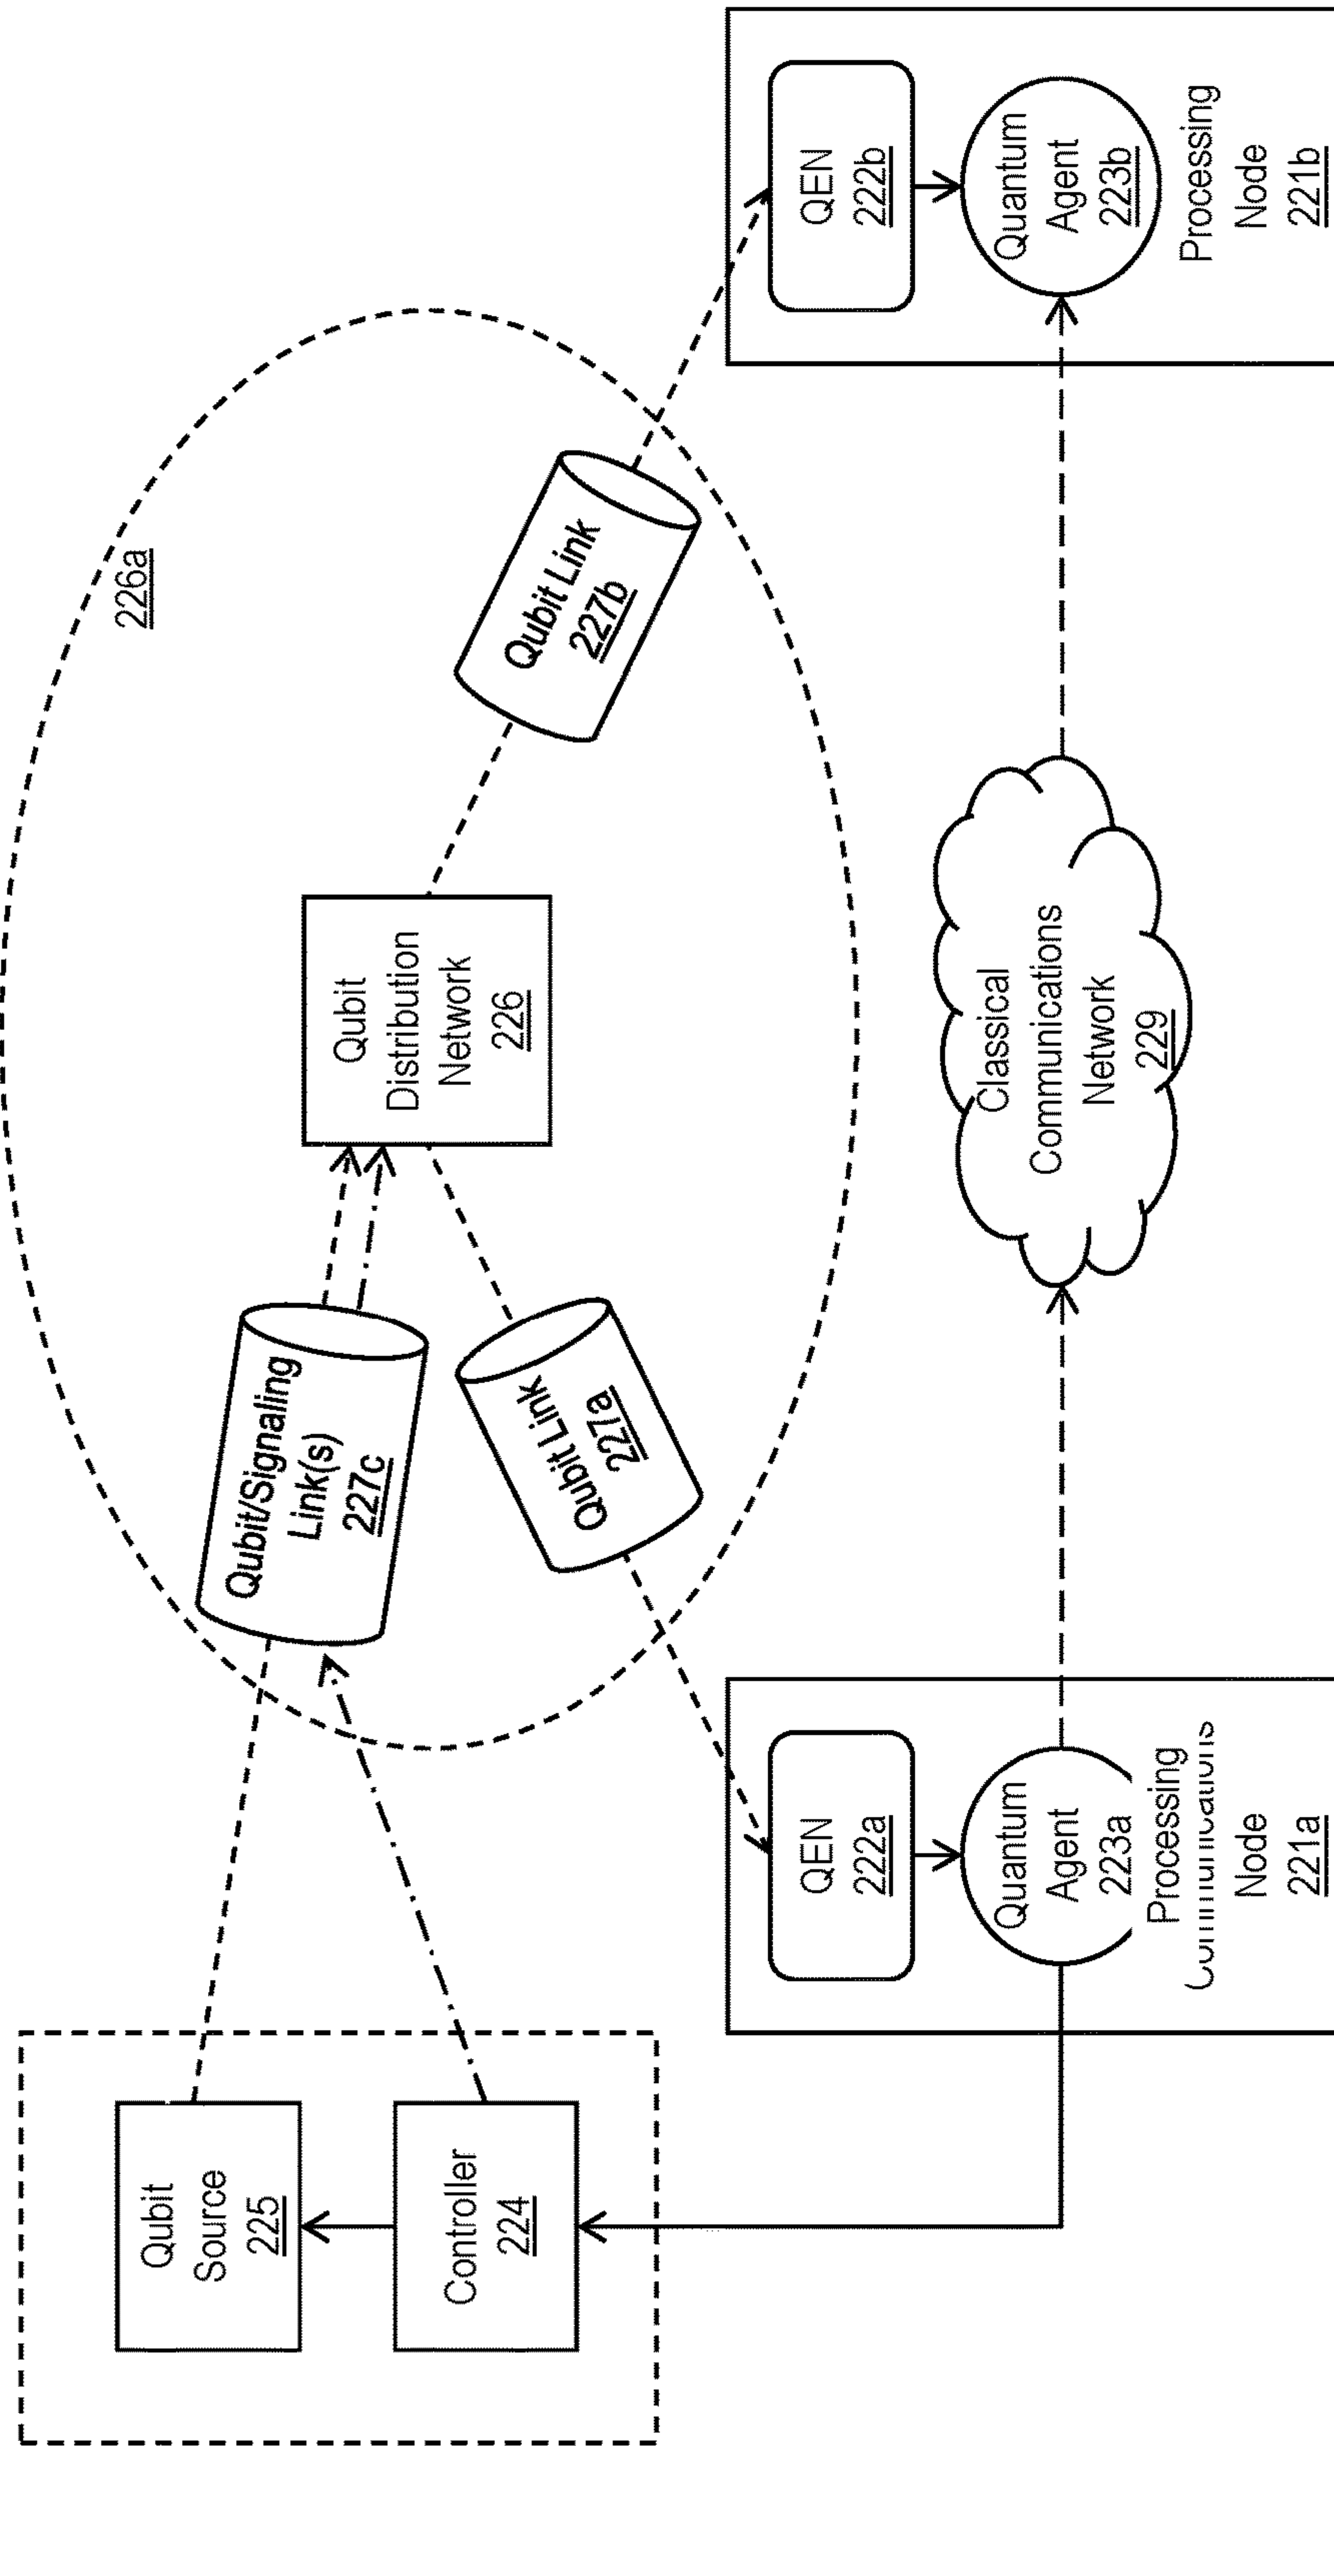 226a
Qubit
Source
225
Controller
224
Qubit/Signaling
Link(s)
227c
Qubit Link
227a
Qubit
Distribution
Network
226
Qubit Link
227b
QEN
222a
Quantum
Agent
223a
Processing
Communications
Node
221a
Classical
Communications
Network
229
QEN
222b
Quantum
Agent
223b
Processing
Node
221b